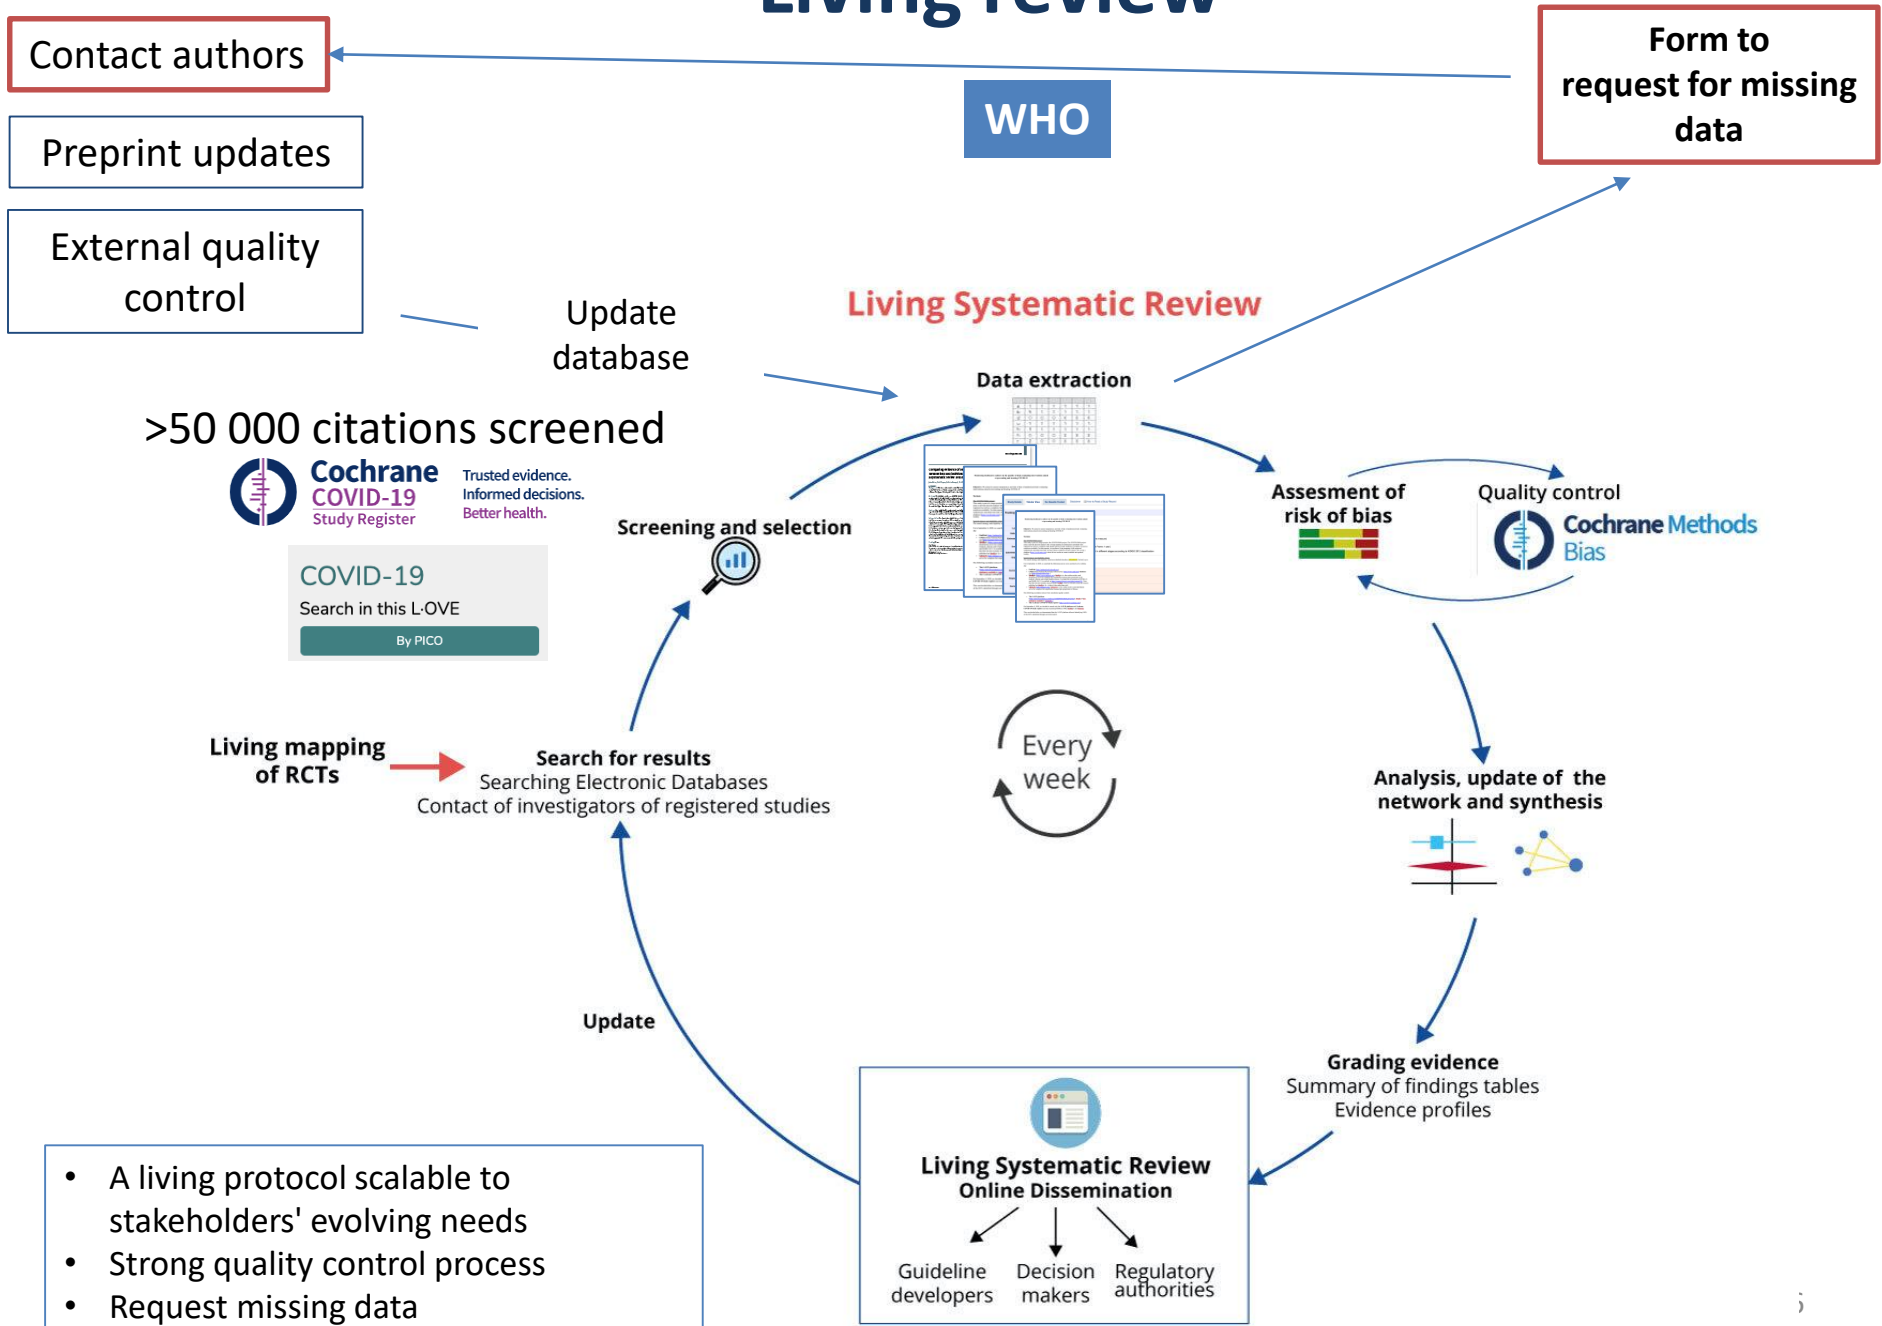 Living review
Contact authors
Form to
request for missing
data
WHO
Preprint updates
External quality
control
Update
database
Living Systematic Review
Data extraction
>50 000 citations screened
Cochrane
COVID-19
Study Register
Trusted evidence.
Informed decisions.
Better health.
COVID-19
Search in this L·OVE
By PICO
Screening and selection
Assesment of
risk of bias
Quality control
Cochrane Methods
Bias
Living mapping
of RCTs
Search for results
Searching Electronic Databases
Contact of investigators of registered studies
Every
week
Analysis, update of the
network and synthesis
Update
Grading evidence
Summary of findings tables
Evidence profiles
Living Systematic Review
Online Dissemination
Guideline
developers
Decision
makers
Regulatory
authorities
• A living protocol scalable to
stakeholders' evolving needs
• Strong quality control process
• Request missing data